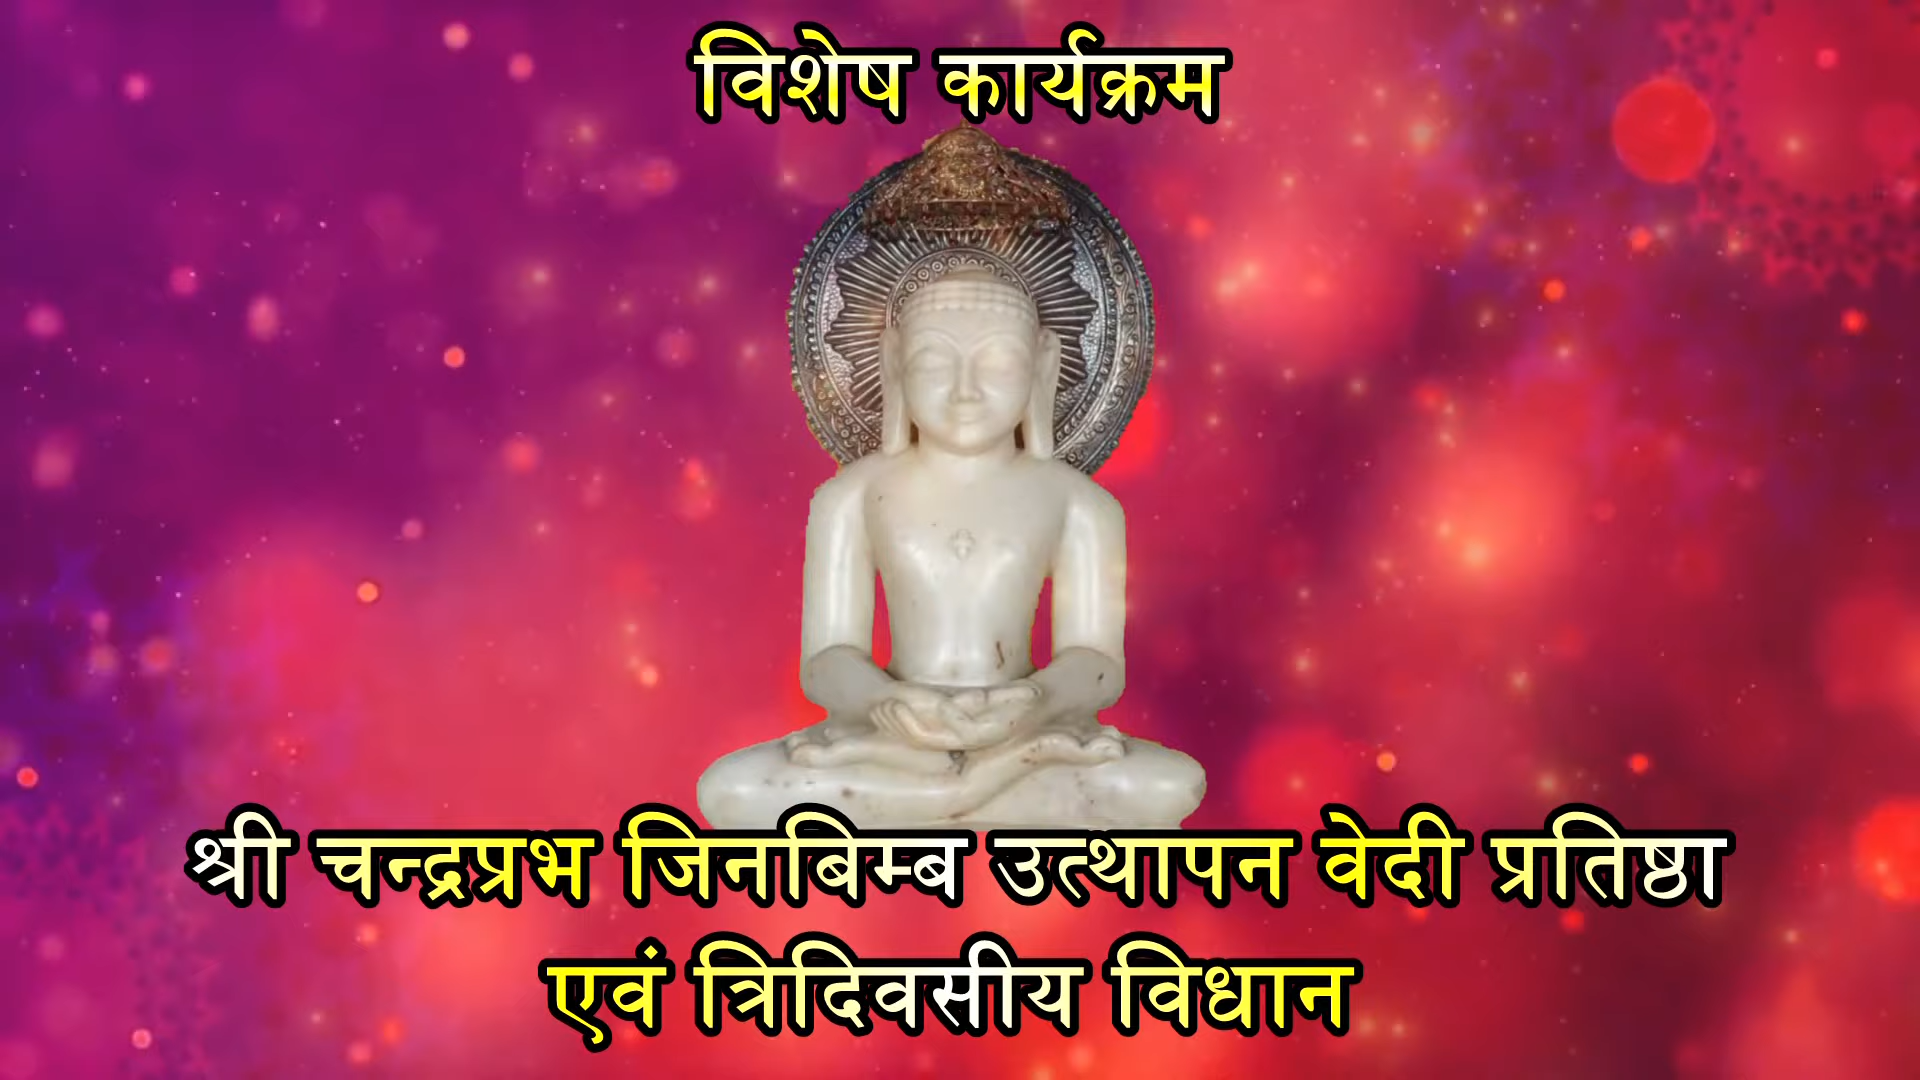 विशेष कार्यक्रम
श्री चन्द्रप्रभ जिनबिम्ब उत्थापन वेदी प्रतिष्ठा
एवं त्रिदिवसीय विधान